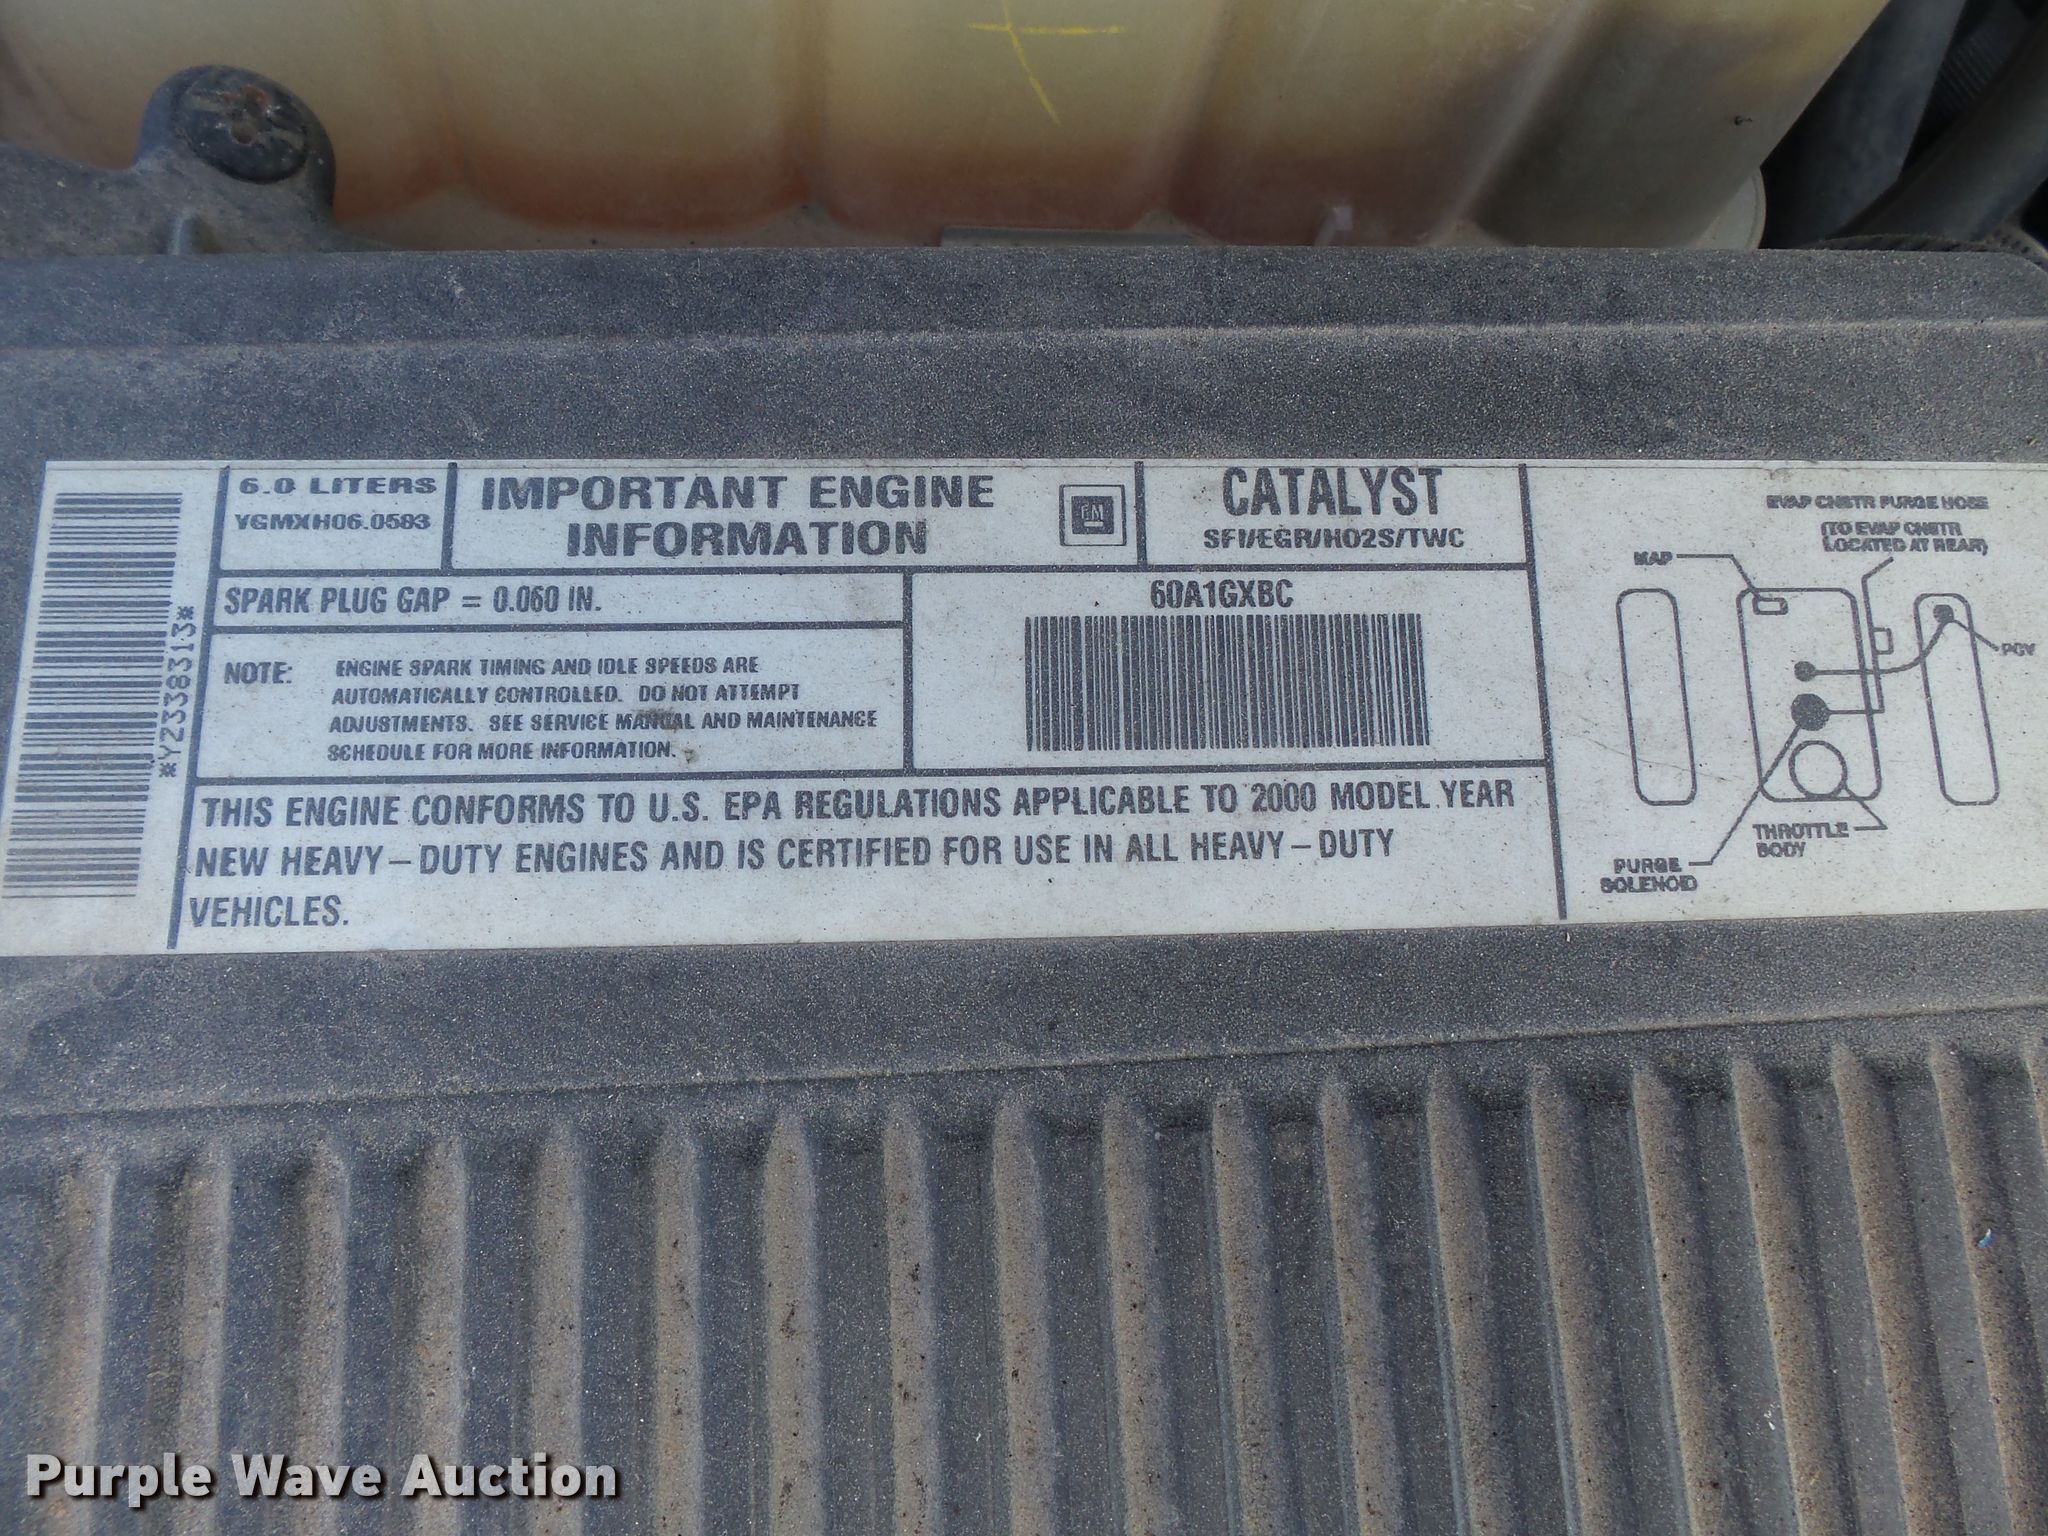 6.0 LITERS
YGMXH06.0583
IMPORTANT ENGINE
INFORMATION
GM
CATALYST
SFI/EGR/HO2S/TWC
SPARK PLUG GAP = 0.060 IN.
60A1GXBC
NOTE: ENGINE SPARK TIMING AND IDLE SPEEDS ARE
AUTOMATICALLY CONTROLLED. DO NOT ATTEMPT
ADJUSTMENTS. SEE SERVICE MANUAL AND MAINTENANCE
SCHEDULE FOR MORE INFORMATION.
THIS ENGINE CONFORMS TO U.S. EPA REGULATIONS APPLICABLE TO 2000 MODEL YEAR
NEW HEAVY-DUTY ENGINES AND IS CERTIFIED FOR USE IN ALL HEAVY-DUTY
VEHICLES.
*YZ338313*
EVAP CNSTR PURGE HOSE
(TO EVAP CNSTR
LOCATED AT REAR)
MAP
PCV
THROTTLE
BODY
PURGE
SOLENOID
Purple Wave Auction